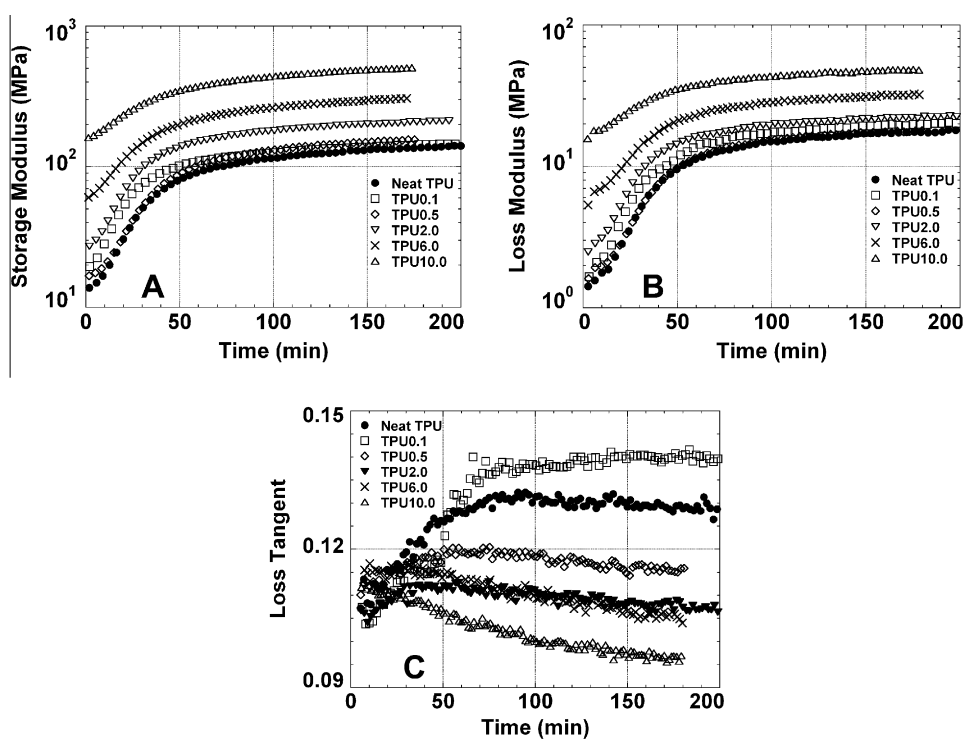 10³
10²
10¹
Storage Modulus (MPa)
Neat TPU
TPU0.1
TPU0.5
TPU2.0
TPU6.0
TPU10.0
A
0 50 100 150 200
Time (min)
10²
10¹
10⁰
Loss Modulus (MPa)
Neat TPU
TPU0.1
TPU0.5
TPU2.0
TPU6.0
TPU10.0
B
0 50 100 150 200
Time (min)
0.15
0.12
0.09
Loss Tangent
Neat TPU
TPU0.1
TPU0.5
TPU2.0
TPU6.0
TPU10.0
C
0 50 100 150 200
Time (min)